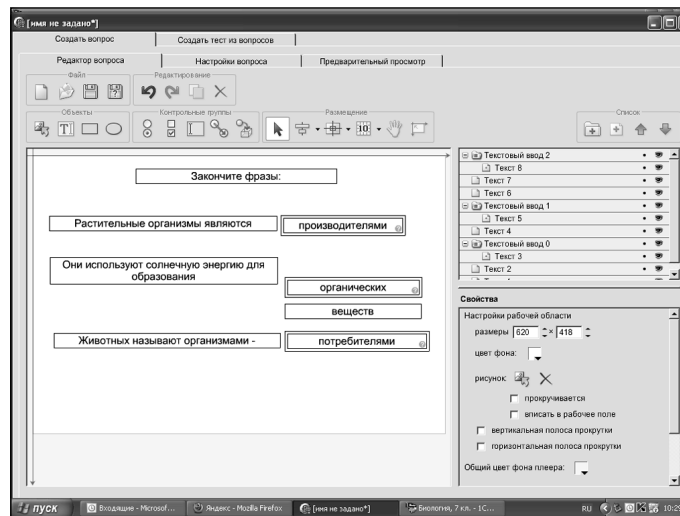 [имя не задано*]
Создать вопрос
Создать тест из вопросов
Редактор вопроса
Настройки вопроса
Предварительный просмотр
Файл
Редактирование
Объекты
Контрольные группы
Размещение
Список
Закончите фразы:
Растительные организмы являются
производителями
Они используют солнечную энергию для
образования
органических
веществ
Животных называют организмами -
потребителями
Текстовый ввод 2
Текст 8
Текст 7
Текст 6
Текстовый ввод 1
Текст 5
Текст 4
Текстовый ввод 0
Текст 3
Текст 2
Свойства
Настройки рабочей области
размеры 620 × 418
цвет фона:
рисунок:
прокручивается
вписать в рабочее поле
вертикальная полоса прокрутки
горизонтальная полоса прокрутки
Общий цвет фона плеера:
пуск
Входящие - Microsof...
Яндекс - Mozilla Firefox
[имя не задано*]
Биология, 7 кл. - 1С...
RU
10:29